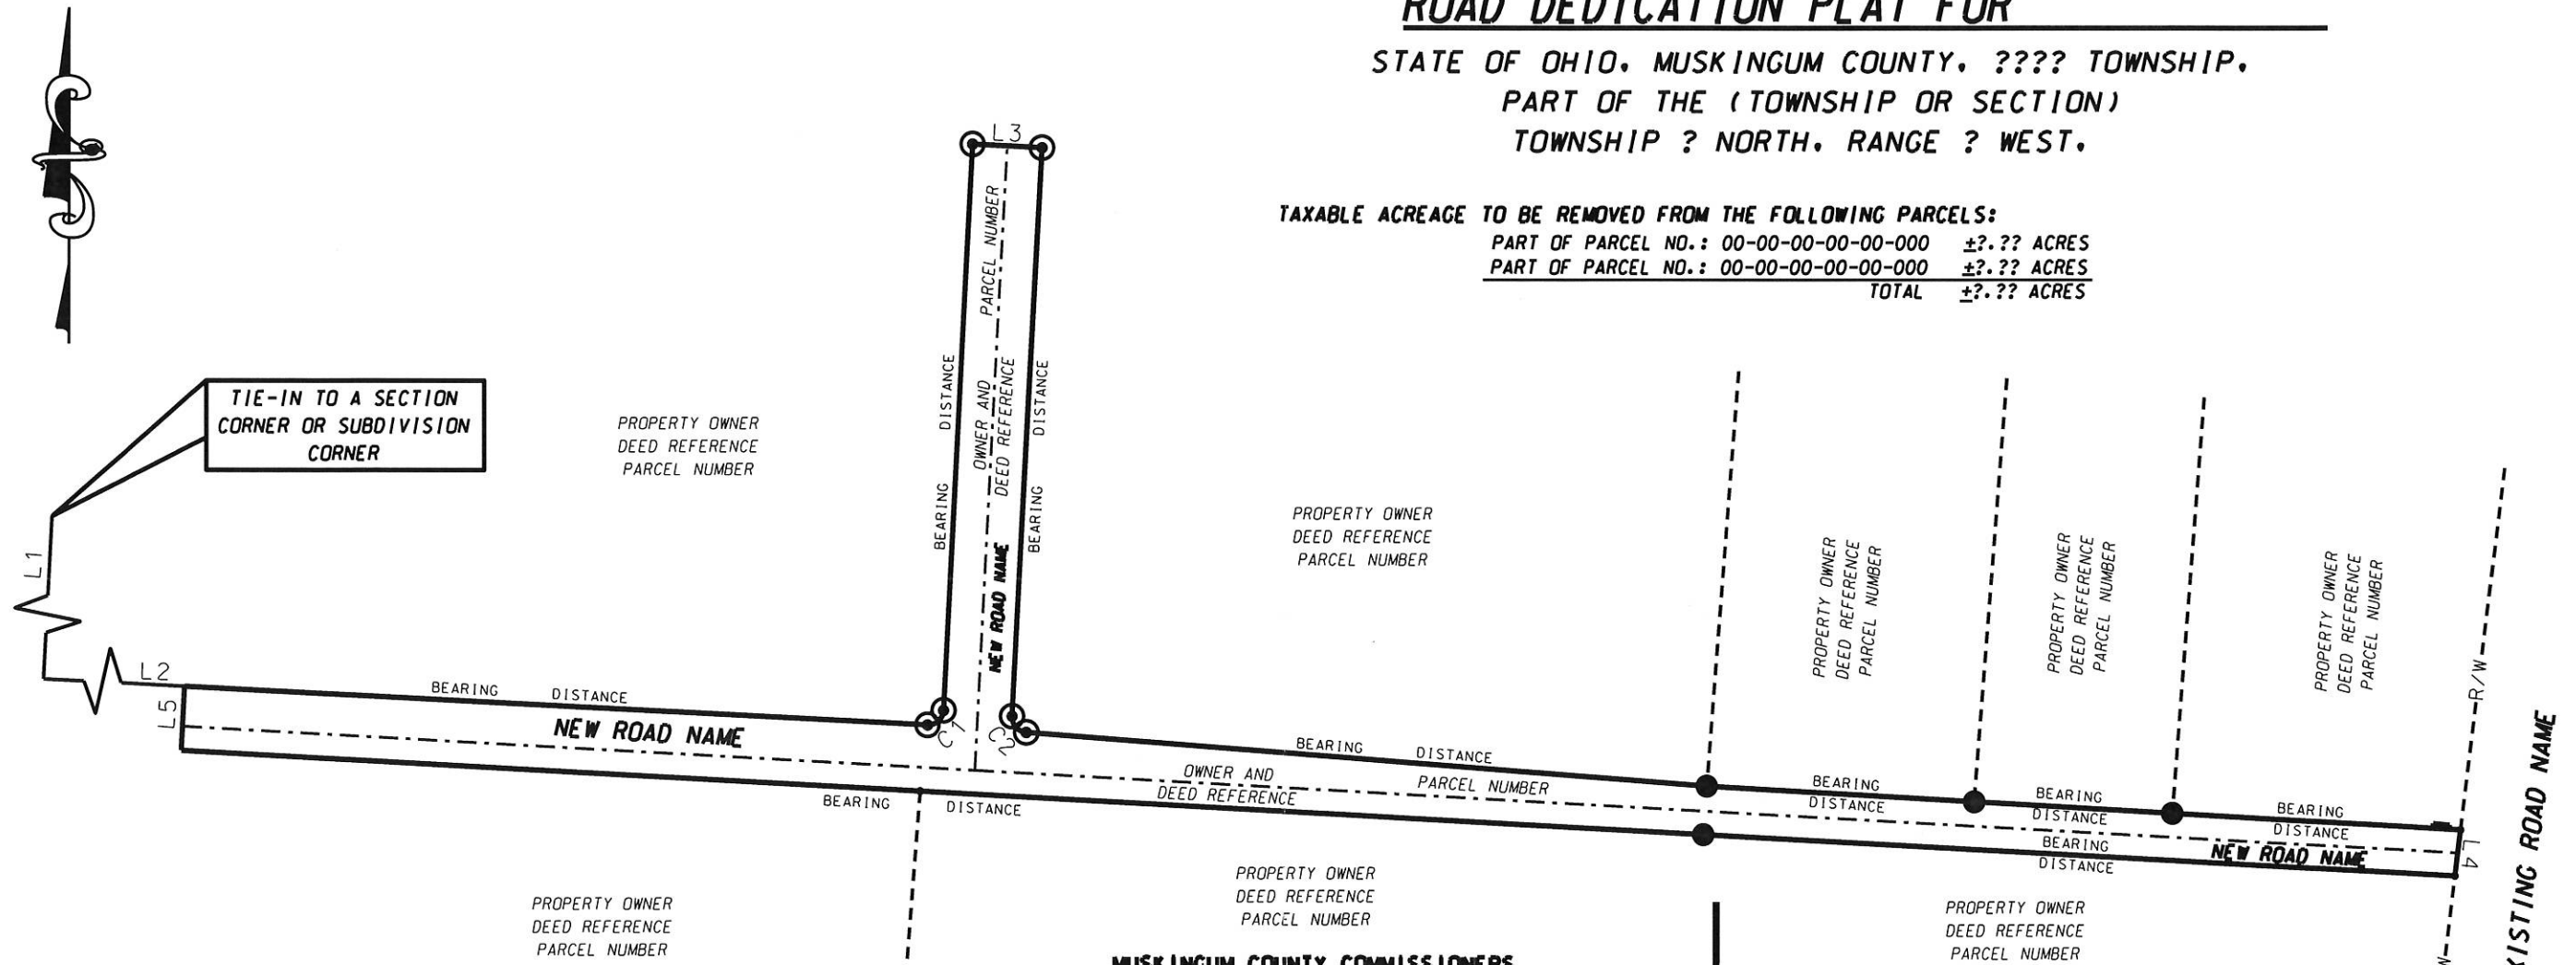 ROAD DEDICATION PLAT FOR
STATE OF OHIO, MUSKINGUM COUNTY, ???? TOWNSHIP,
PART OF THE (TOWNSHIP OR SECTION)
TOWNSHIP ? NORTH, RANGE ? WEST.
TAXABLE ACREAGE TO BE REMOVED FROM THE FOLLOWING PARCELS:
PART OF PARCEL NO.: 00-00-00-00-00-000 ±?.?? ACRES
PART OF PARCEL NO.: 00-00-00-00-00-000 ±?.?? ACRES
TOTAL ±?.?? ACRES
L3
PARCEL NUMBER
OWNER AND
DEED REFERENCE
DISTANCE
BEARING
DISTANCE
BEARING
NEW ROAD NAME
TIE-IN TO A SECTION
CORNER OR SUBDIVISION
CORNER
PROPERTY OWNER
DEED REFERENCE
PARCEL NUMBER
PROPERTY OWNER
DEED REFERENCE
PARCEL NUMBER
PROPERTY OWNER
DEED REFERENCE
PARCEL NUMBER
PROPERTY OWNER
DEED REFERENCE
PARCEL NUMBER
PROPERTY OWNER
DEED REFERENCE
PARCEL NUMBER
R/W
L1
L2
L5
BEARING DISTANCE
NEW ROAD NAME
C1
C2
BEARING DISTANCE
OWNER AND
DEED REFERENCE
PARCEL NUMBER
BEARING
DISTANCE
BEARING
DISTANCE
BEARING
DISTANCE
BEARING DISTANCE
BEARING
DISTANCE
NEW ROAD NAME
L4
EXISTING ROAD NAME
PROPERTY OWNER
DEED REFERENCE
PARCEL NUMBER
PROPERTY OWNER
DEED REFERENCE
PARCEL NUMBER
PROPERTY OWNER
DEED REFERENCE
PARCEL NUMBER
MUSKINGUM COUNTY COMMISSIONERS